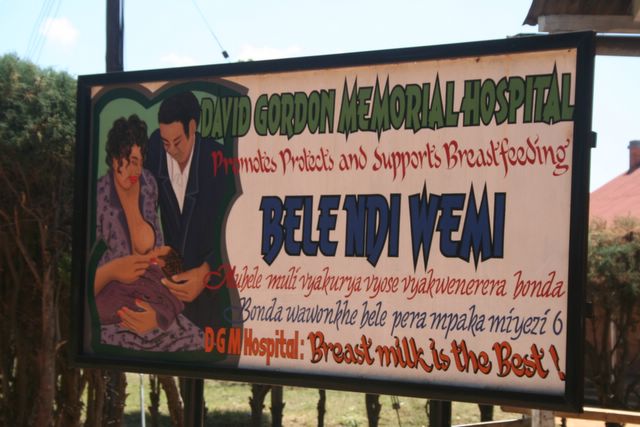 DAVID GORDON MEMORIAL HOSPITAL
Promotes Protects and Supports Breastfeeding
BELE NDI WEMI
Mubele muli vyakurya vyose vyakwenerera bonda
Bonda wawonkhe bele pera mpaka miyezi 6
D·G M Hospital: Breast milk is the Best!